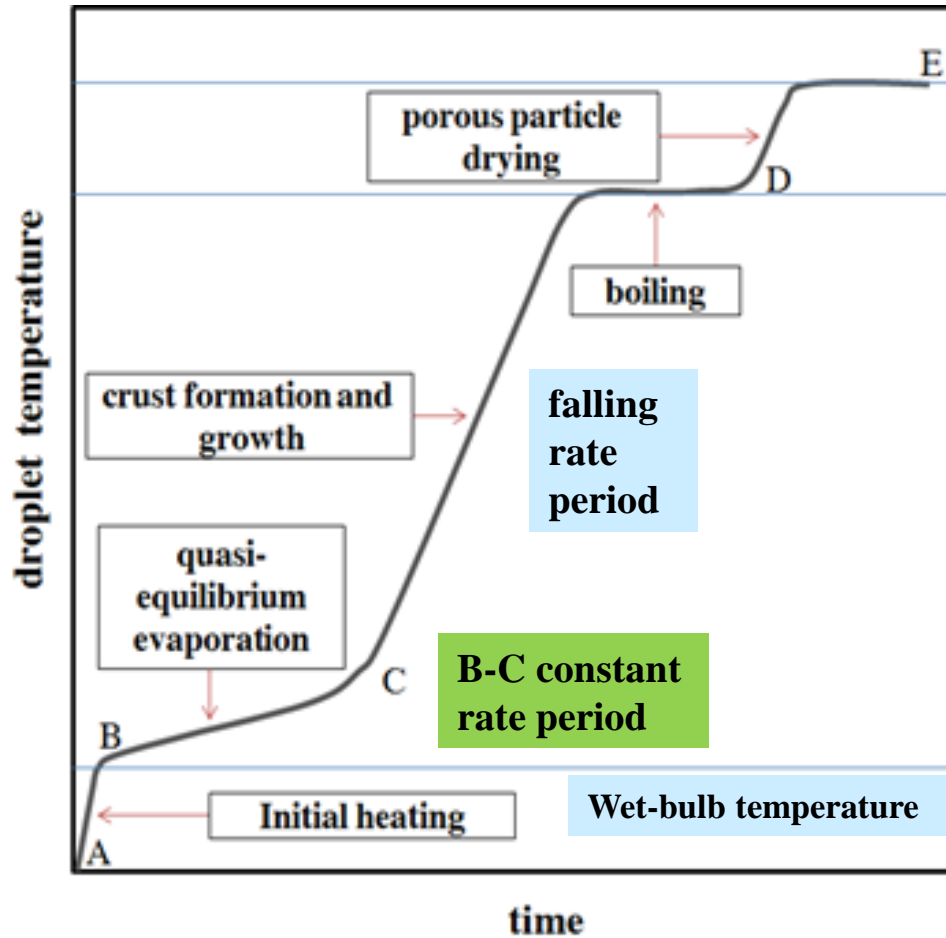 E
porous particle
drying
D
boiling
crust formation and
growth
falling
rate
period
quasi-
equilibrium
evaporation
C
B-C constant
rate period
B
Wet-bulb temperature
Initial heating
A
droplet temperature
time